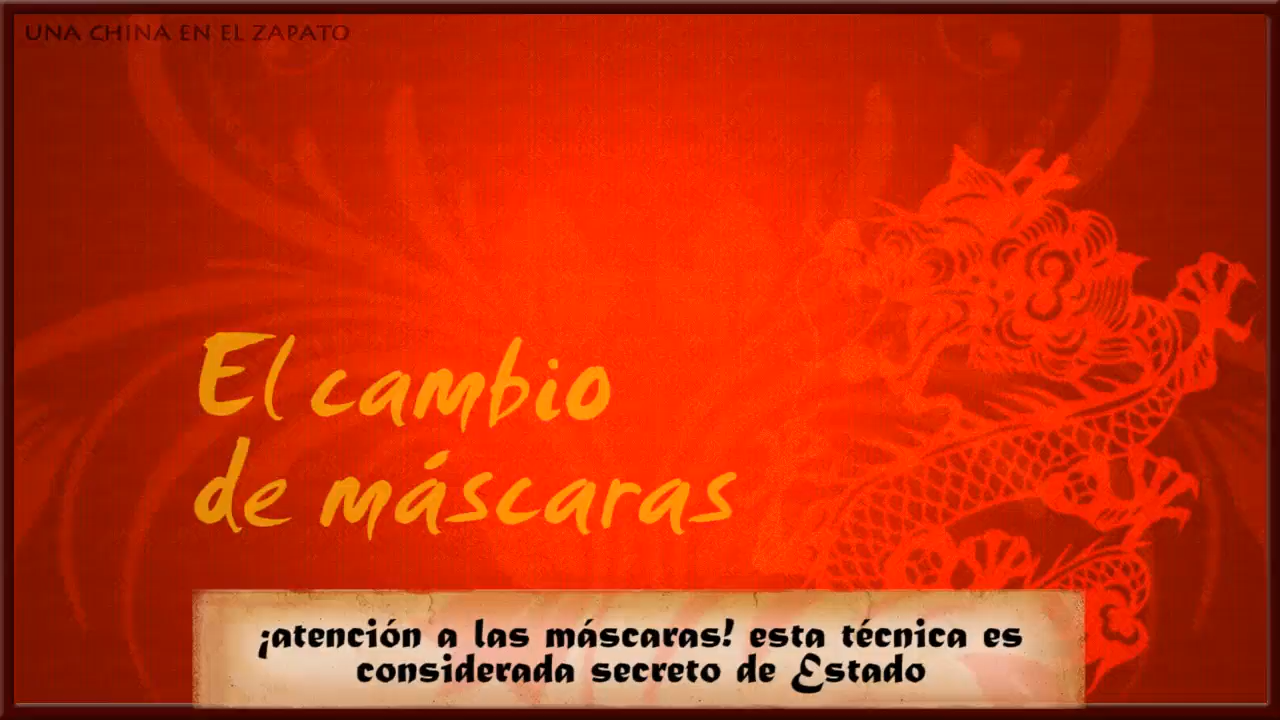 UNA CHINA EN EL ZAPATO
El cambio
de máscaras
¡atención a las máscaras! esta técnica es
considerada secreto de Estado